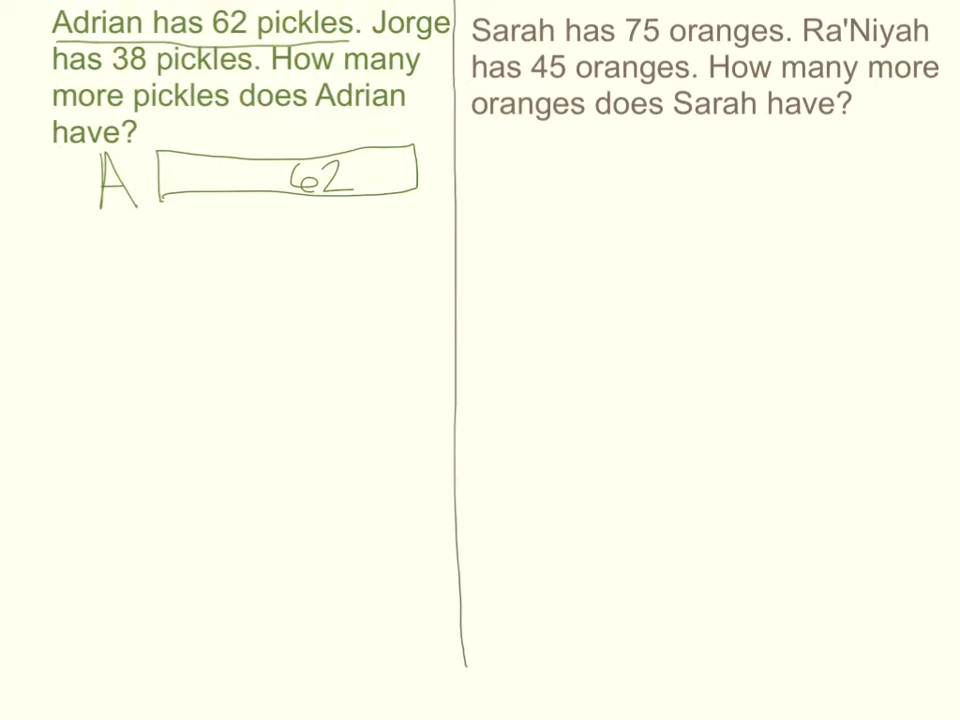 Adrian has 62 pickles. Jorge
has 38 pickles. How many
more pickles does Adrian
have?
A 62
Sarah has 75 oranges. Ra'Niyah
has 45 oranges. How many more
oranges does Sarah have?